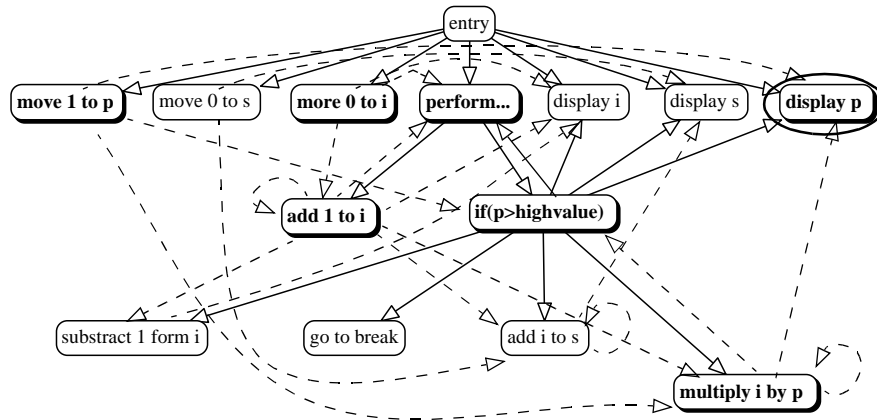 entry
move 1 to p
move 0 to s
more 0 to i
perform...
display i
display s
display p
add 1 to i
if(p>highvalue)
substract 1 form i
go to break
add i to s
multiply i by p